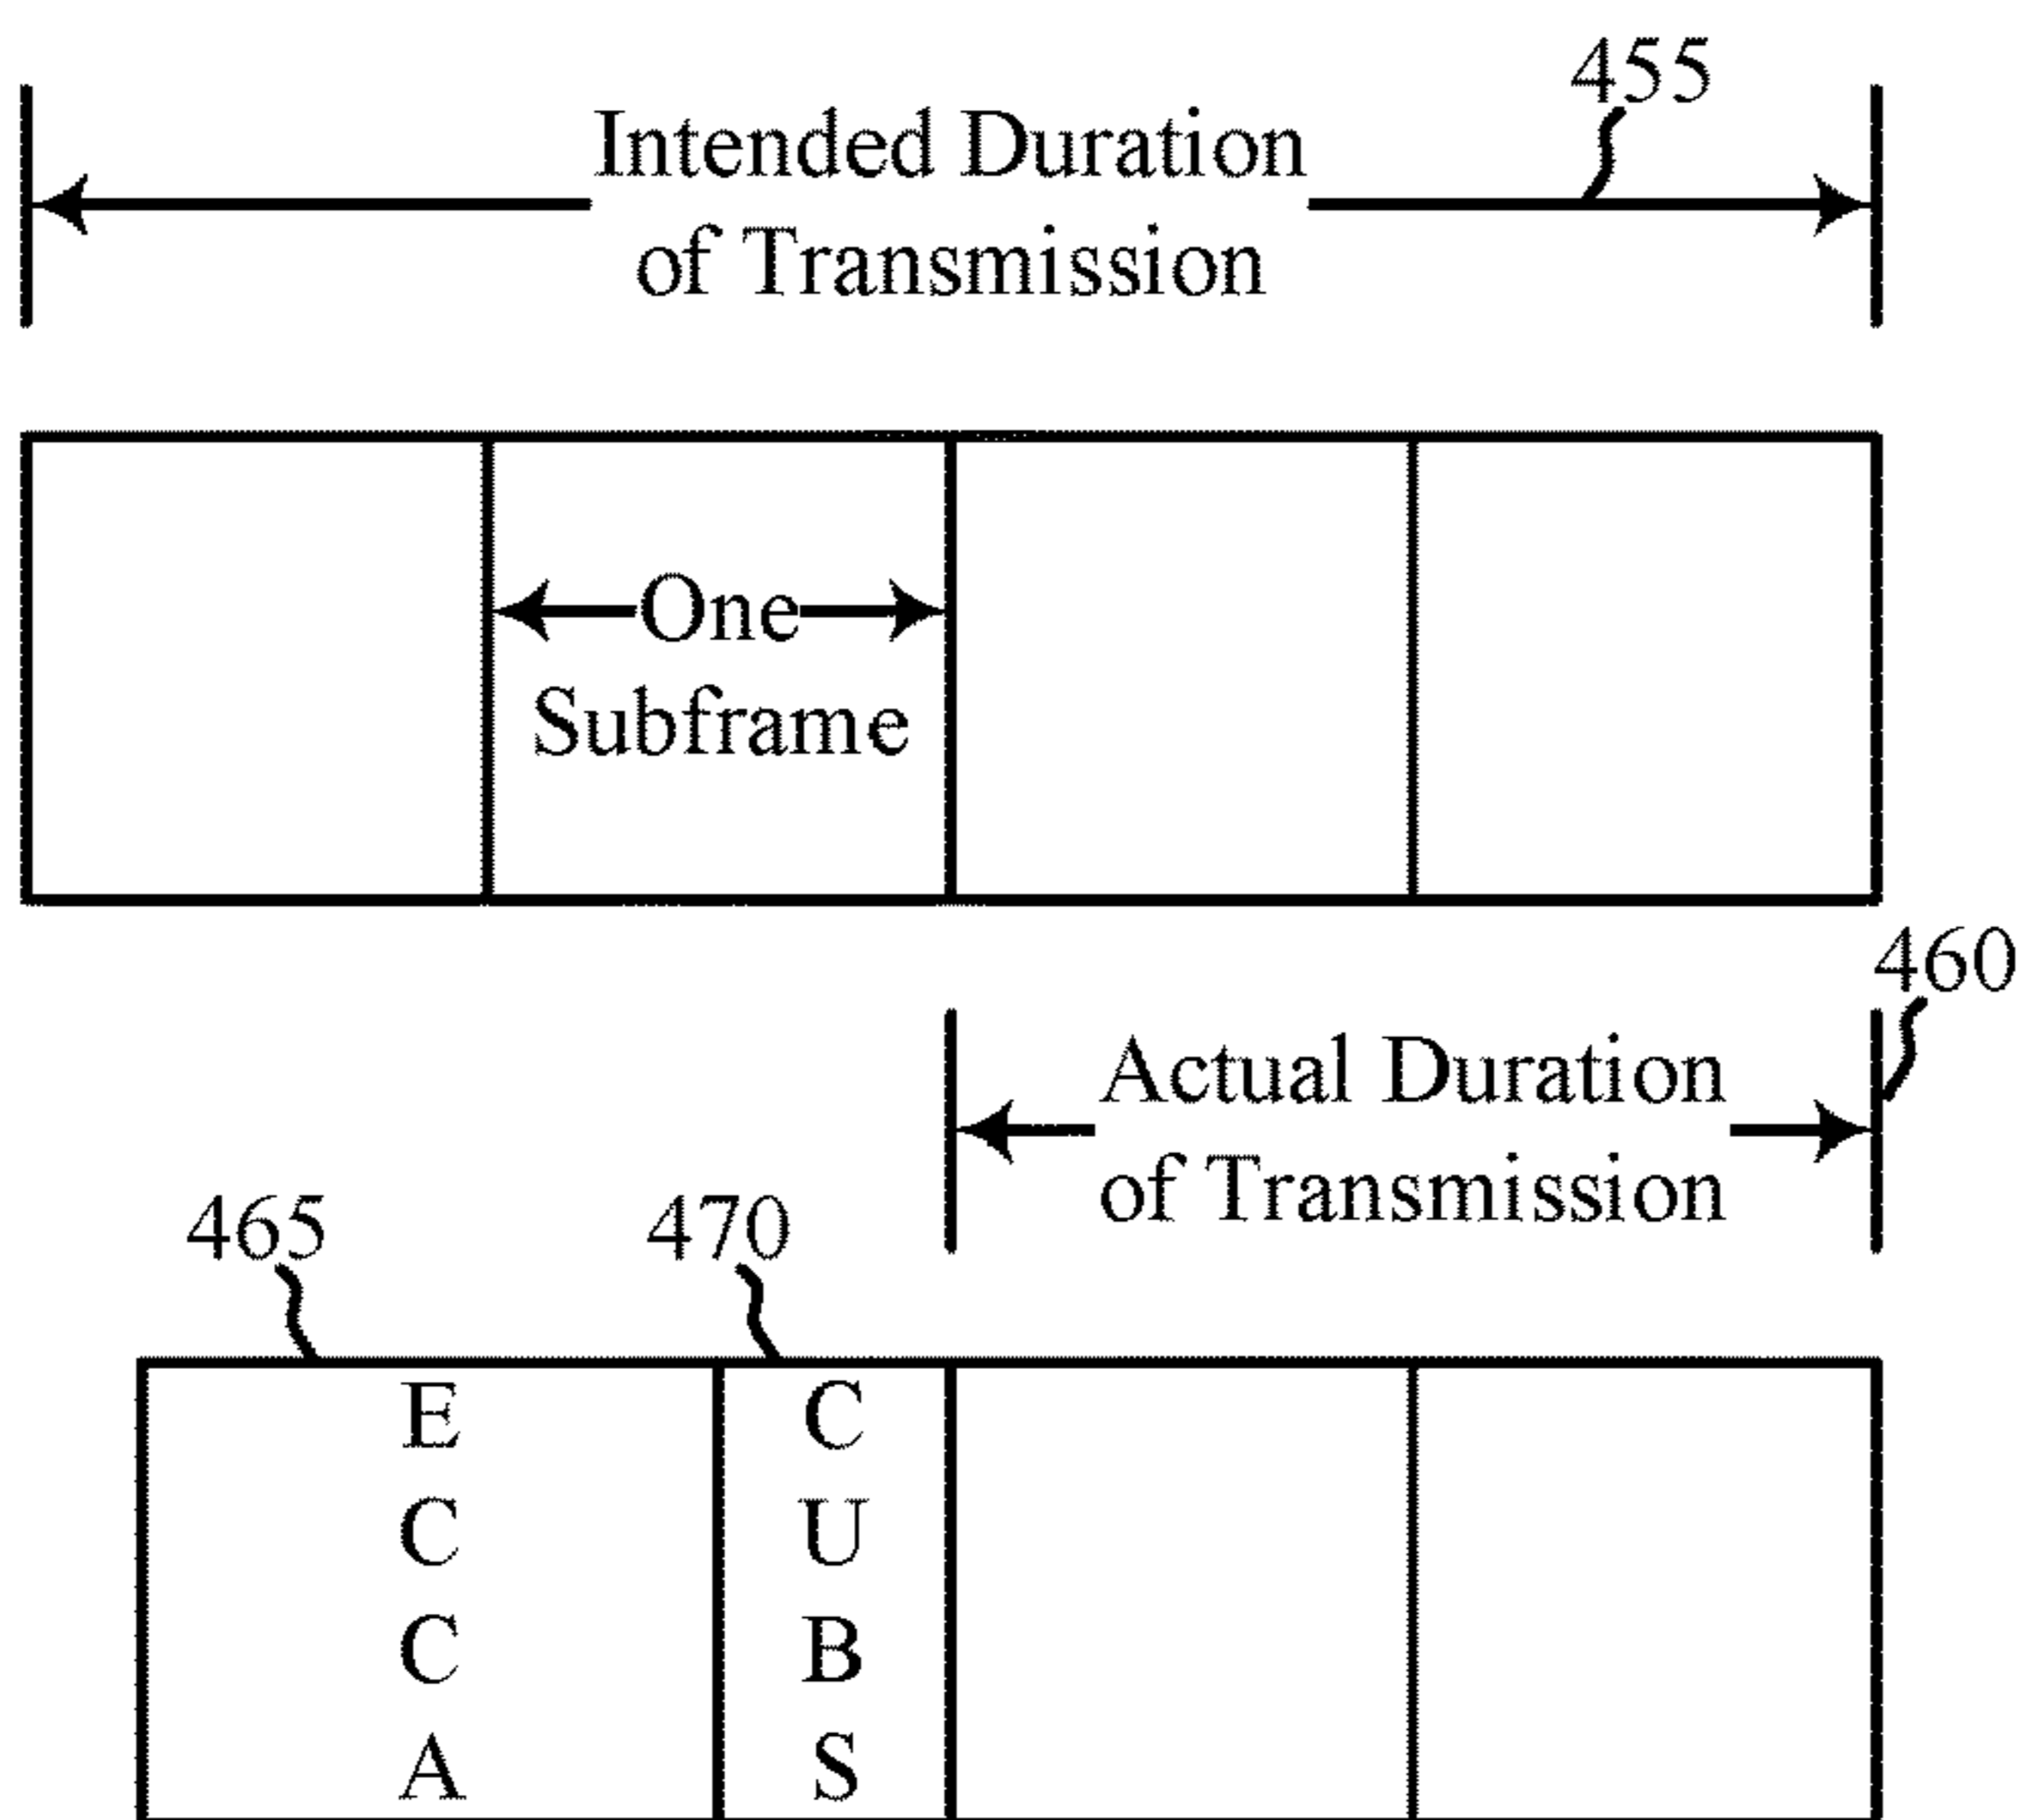 455
Intended Duration
of Transmission
One
Subframe
460
Actual Duration
of Transmission
465
470
E
C
C
A
C
U
B
S